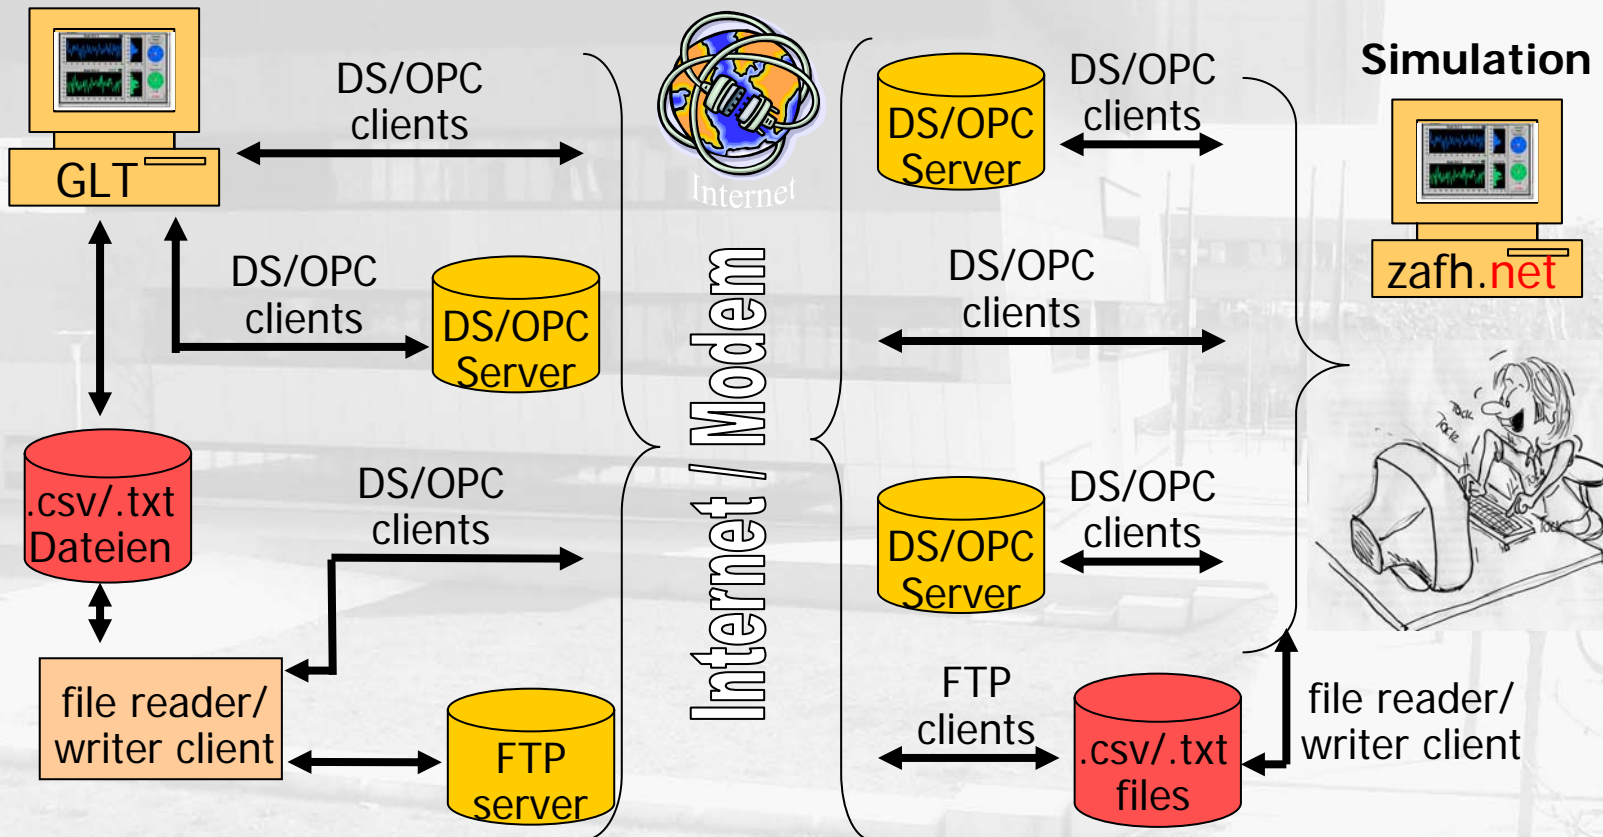 GLT
DS/OPC
clients
DS/OPC
clients
DS/OPC
Server
.csv/.txt
Dateien
DS/OPC
clients
file reader/
writer client
FTP
server
Internet
Internet / Modem
DS/OPC
Server
DS/OPC
clients
DS/OPC
clients
DS/OPC
Server
DS/OPC
clients
FTP
clients
.csv/.txt
files
file reader/
writer client
Simulation
zafh.net
Tock
Tock